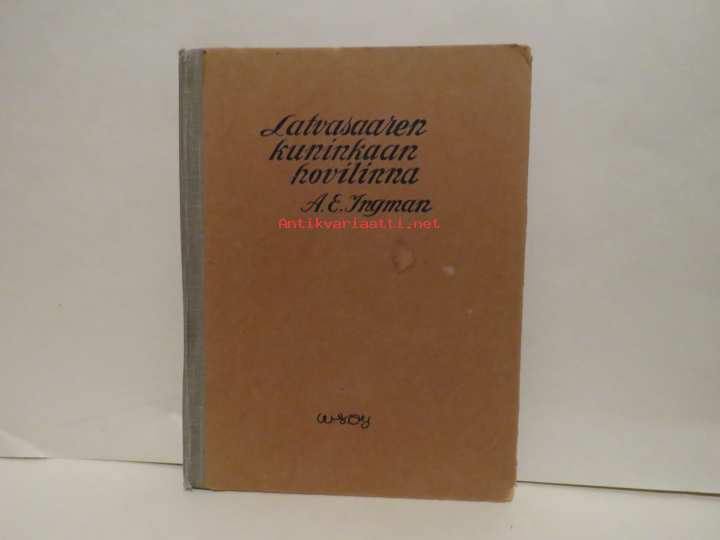 Latvasaaren
kuninkaan
hovilinna
A. E. Ingman
Antikvariaatti.net
WSOY